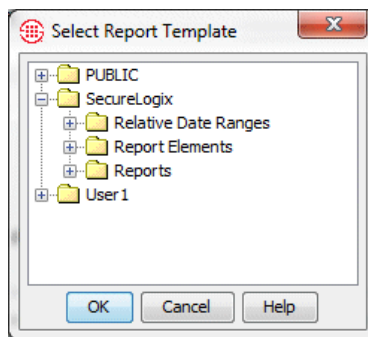 Select Report Template
PUBLIC
SecureLogix
Relative Date Ranges
Report Elements
Reports
User1
OK Cancel Help